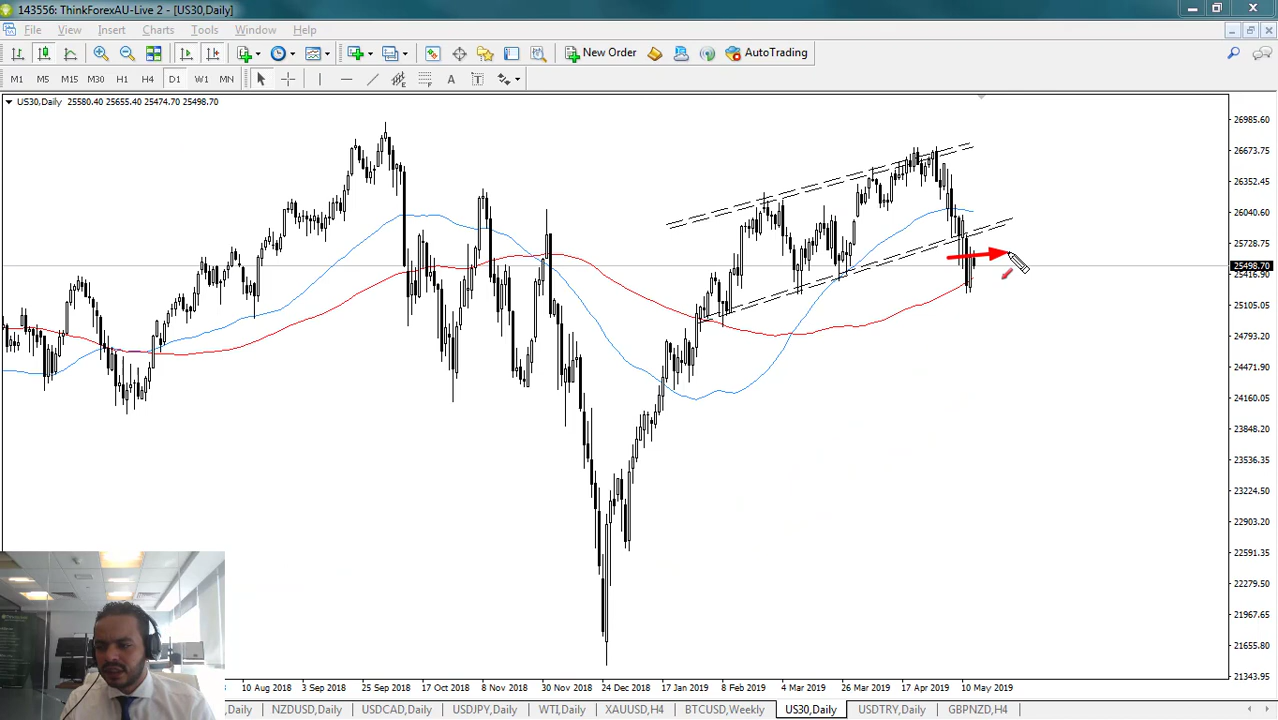 143556: ThinkForexAU-Live 2 - [US30,Daily]
File View Insert Charts Tools Window Help
New Order AutoTrading
M1 M5 M15 M30 H1 H4 D1 W1 MN A T
US30,Daily 25580.40 25655.40 25474.70 25498.70
26985.60
26673.75
26352.45
26040.60
25728.75
25498.70
25416.90
25105.05
24793.20
24471.90
24160.05
23848.20
23536.35
23224.50
22903.20
22591.35
22279.50
21967.65
21655.80
21343.95
10 Aug 2018 3 Sep 2018 25 Sep 2018 17 Oct 2018 8 Nov 2018 30 Nov 2018 24 Dec 2018 17 Jan 2019 8 Feb 2019 4 Mar 2019 26 Mar 2019 17 Apr 2019 10 May 2019
,Daily NZDUSD,Daily USDCAD,Daily USDJPY,Daily WTI,Daily XAUUSD,H4 BTCUSD,Weekly US30,Daily USDTRY,Daily GBPNZD,H4